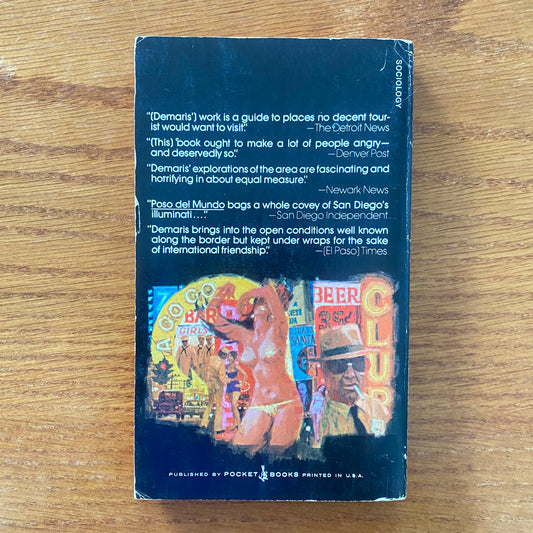 SOCIOLOGY
"(Demaris') work is a guide to places no decent tour-
ist would want to visit."
—The Detroit News
"(This) book ought to make a lot of people angry—
and deservedly so."
—Denver Post
"Demaris' explorations of the area are fascinating and
horrifying in about equal measure."
—Newark News
"Poso del Mundo bags a whole covey of San Diego's
illuminati...."
—San Diego Independent
"Demaris brings into the open conditions well known
along the border but kept under wraps for the sake
of international friendship."
—(El Paso) Times
A GO GO
BAR
GIRLS
BEER
CLUB
PUBLISHED BY POCKET BOOKS PRINTED IN U.S.A.